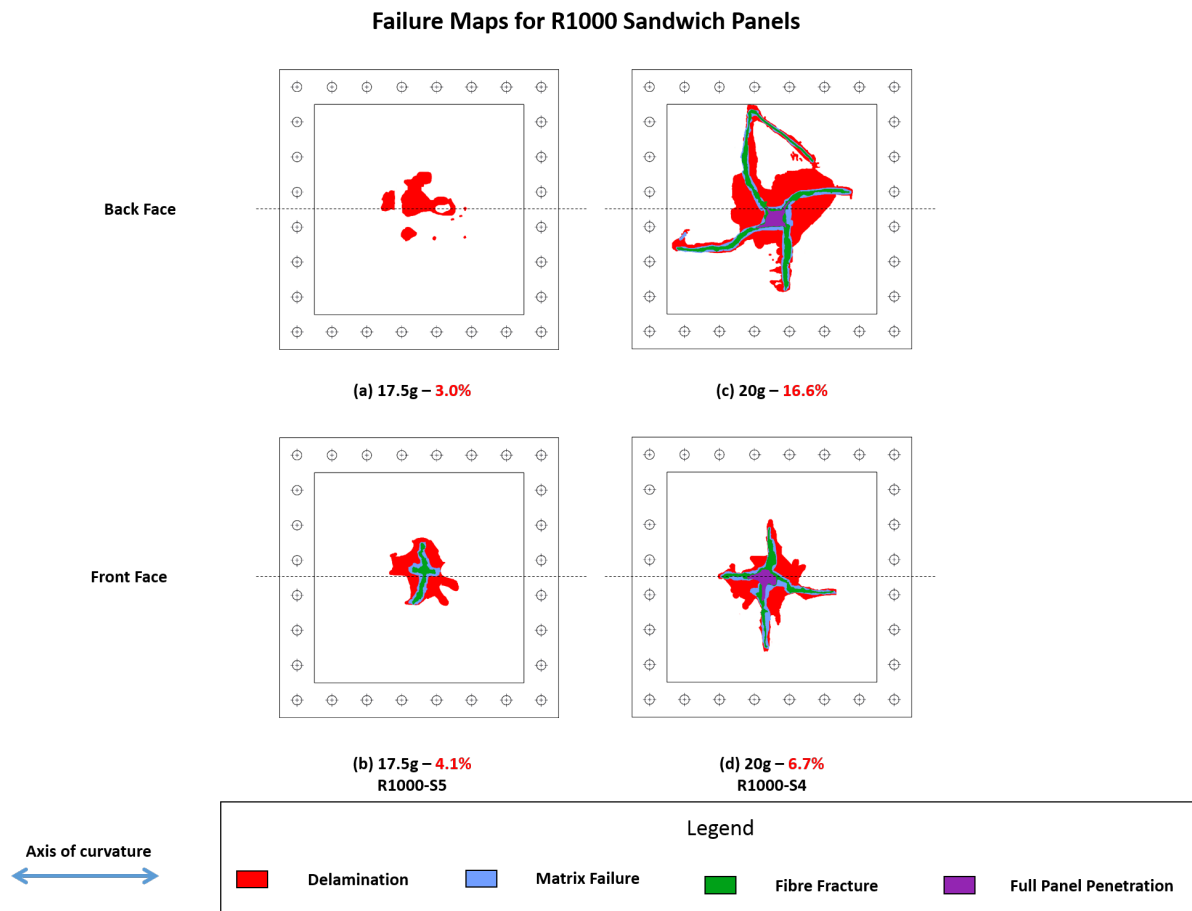 Failure Maps for R1000 Sandwich Panels
Back Face
(a) 17.5g – 3.0%
(c) 20g – 16.6%
Front Face
(b) 17.5g – 4.1%
R1000-S5
(d) 20g – 6.7%
R1000-S4
Axis of curvature
Legend
Delamination
Matrix Failure
Fibre Fracture
Full Panel Penetration